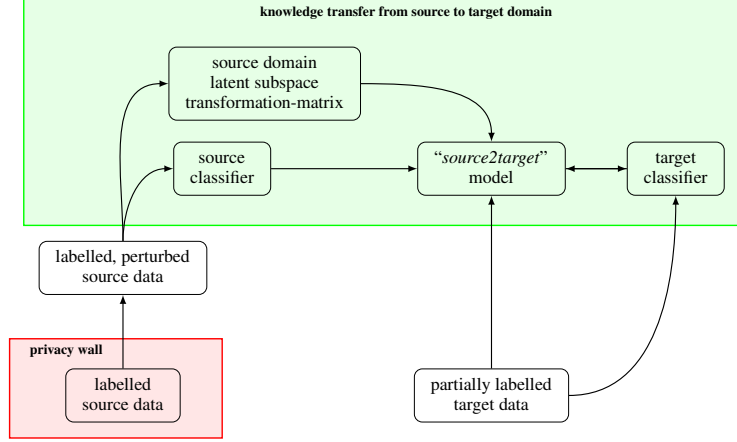 knowledge transfer from source to target domain
source domain
latent subspace
transformation-matrix
source
classifier
“source2target”
model
target
classifier
labelled, perturbed
source data
privacy wall
labelled
source data
partially labelled
target data